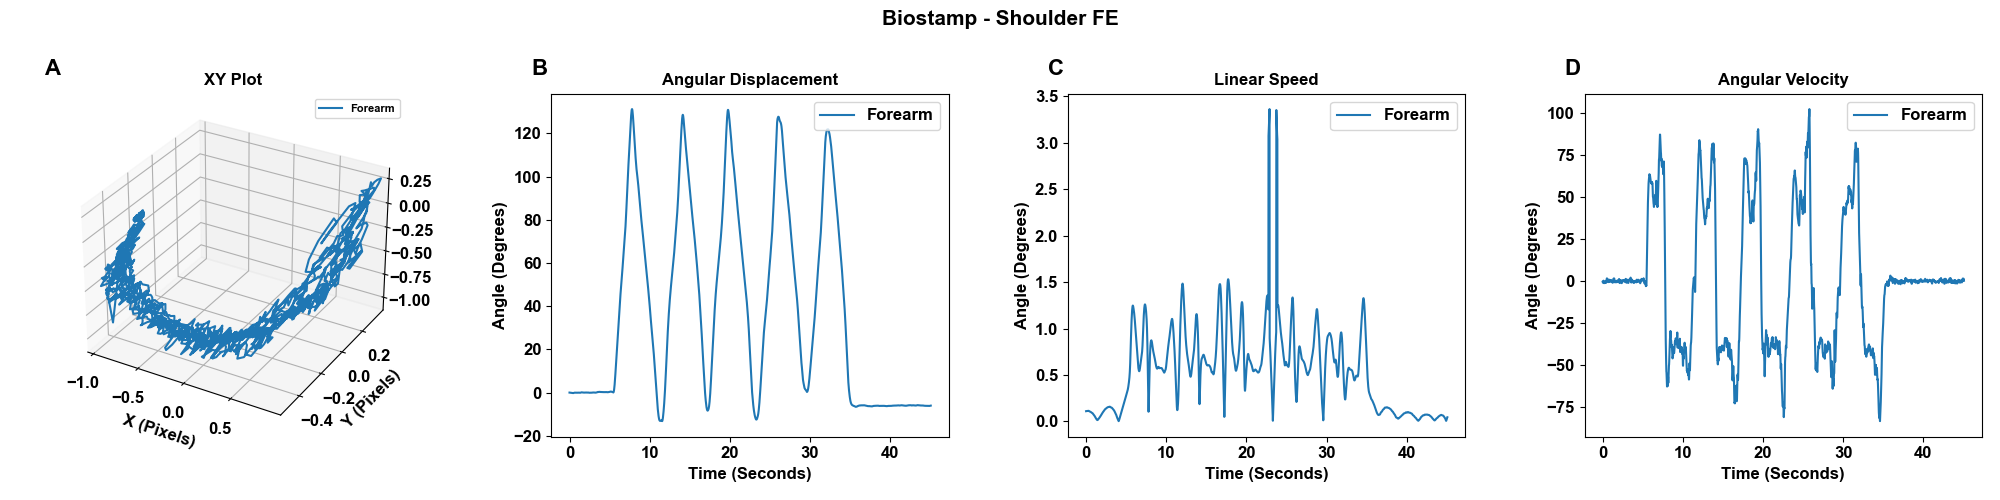 Biostamp - Shoulder FE
A
XY Plot
Forearm
0.25
0.00
−0.25
−0.50
−0.75
−1.00
−1.0
−0.5
0.0
0.5
X (Pixels)
−0.4
−0.2
0.0
0.2
Y (Pixels)
B
Angular Displacement
Forearm
120
100
80
60
40
20
0
−20
Angle (Degrees)
0 10 20 30 40
Time (Seconds)
C
Linear Speed
Forearm
3.5
3.0
2.5
2.0
1.5
1.0
0.5
0.0
Angle (Degrees)
0 10 20 30 40
Time (Seconds)
D
Angular Velocity
Forearm
100
75
50
25
0
−25
−50
−75
Angle (Degrees)
0 10 20 30 40
Time (Seconds)